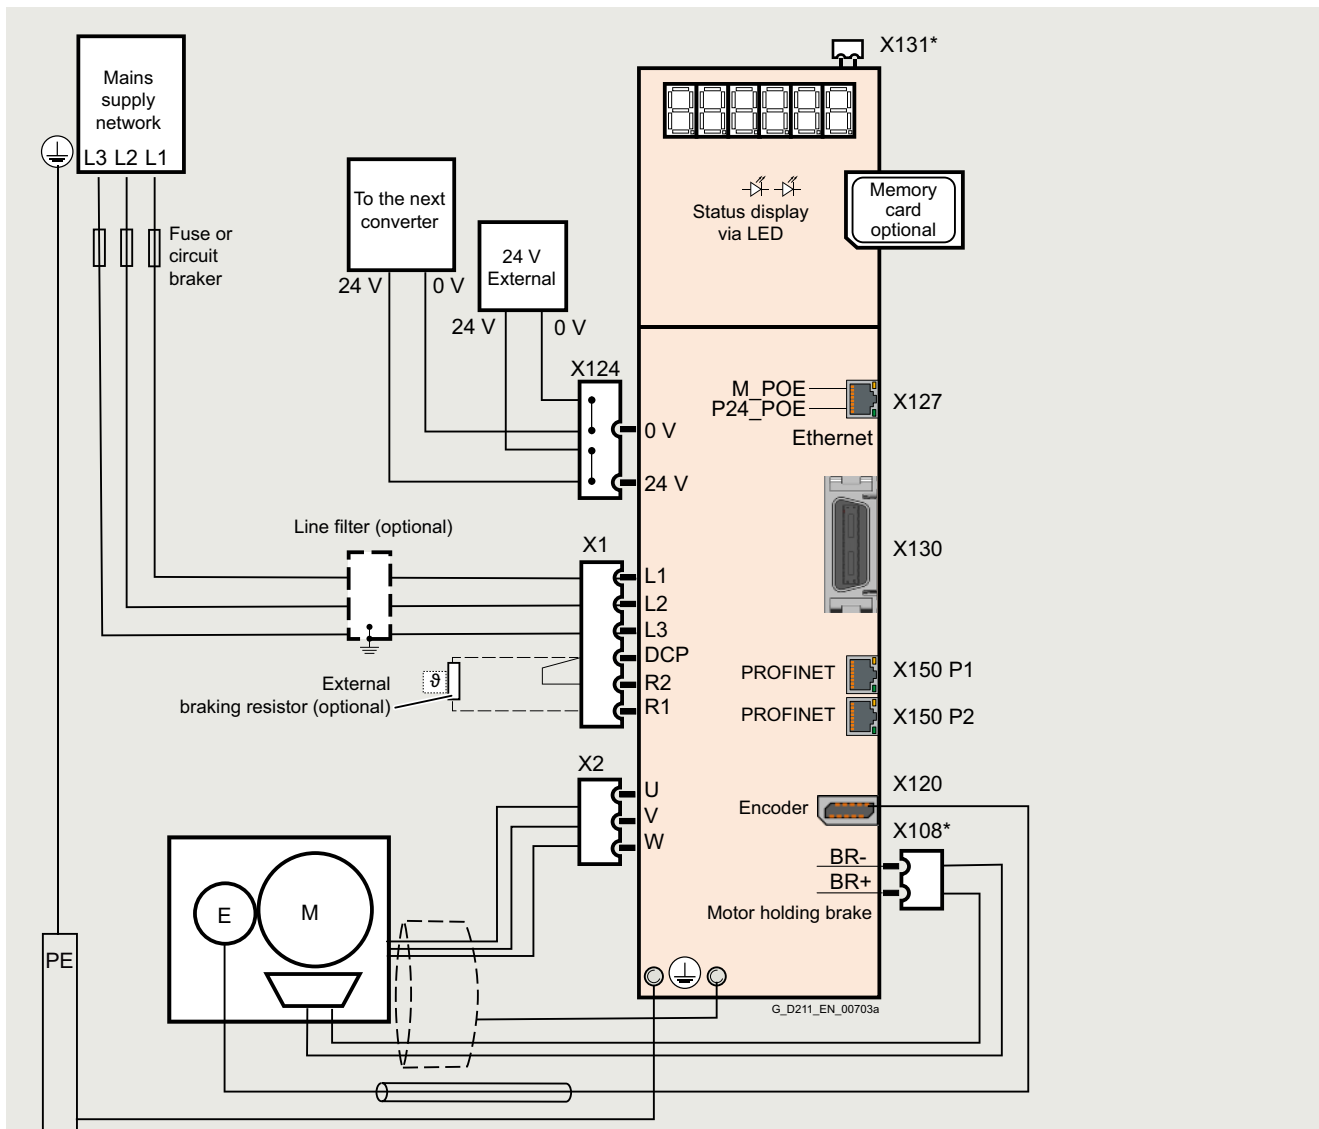 X131*
Mains
supply
network
L3 L2 L1
Fuse or
circuit
braker
To the next
converter
24 V
0 V
24 V
External
24 V
0 V
Status display
via LED
Memory
card
optional
X124
0 V
24 V
M_POE
P24_POE
Ethernet
X127
X130
Line filter (optional)
X1
L1
L2
L3
DCP
R2
R1
ϑ
External
braking resistor (optional)
PROFINET
X150 P1
PROFINET
X150 P2
X2
U
V
W
X120
Encoder
X108*
BR-
BR+
Motor holding brake
E
M
PE
G_D211_EN_00703a